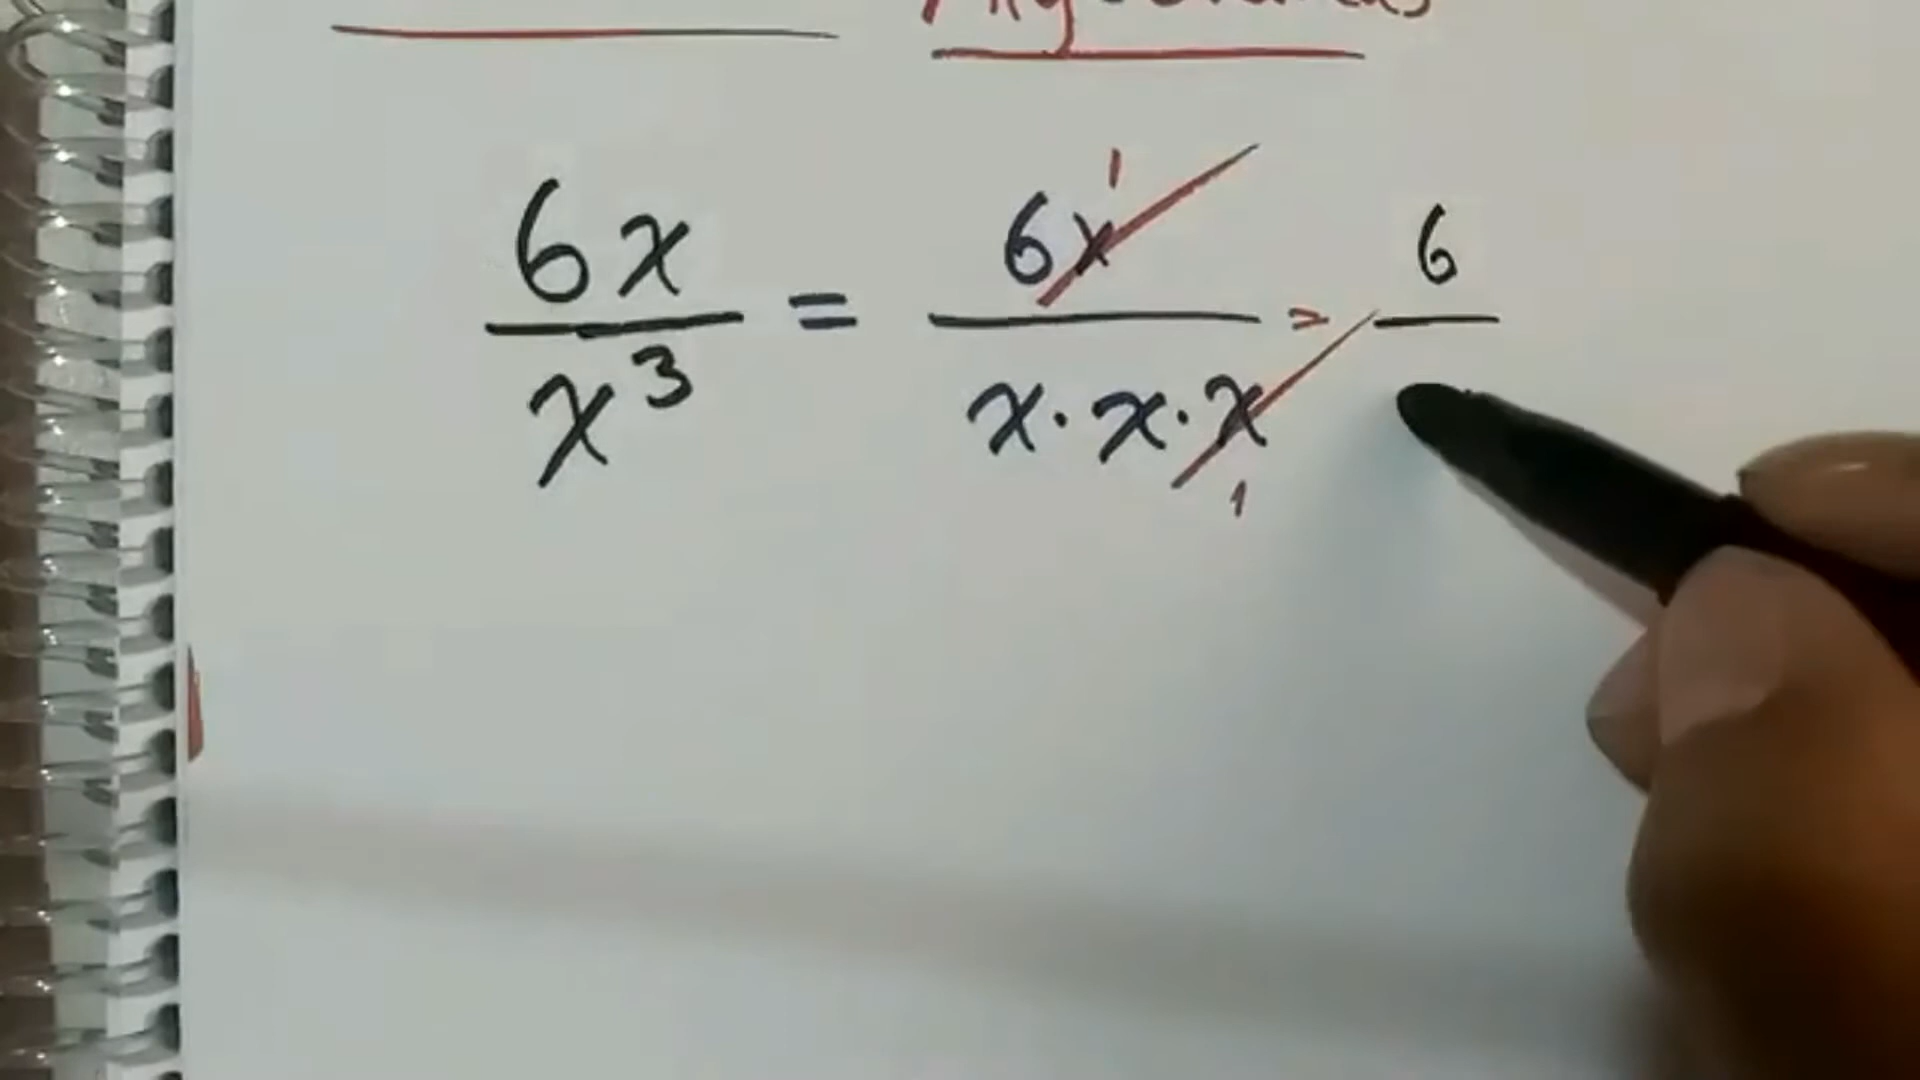 6x / x³ = 6x / x · x · x = 6 /
1
1